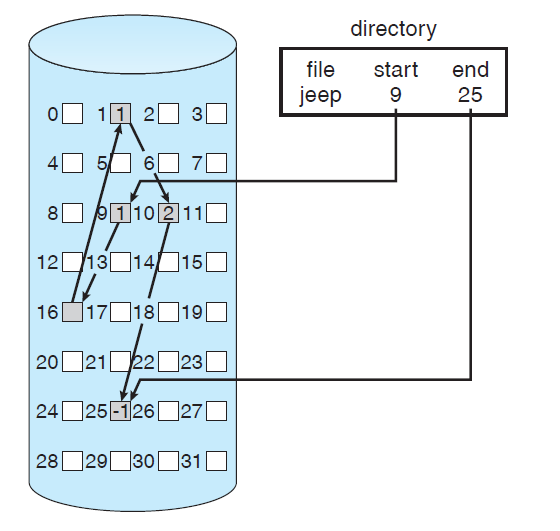 directory
file start end
jeep 9 25
0 1 1 2 3
4 5 6 7
8 9 1 10 2 11
12 13 14 15
16 17 18 19
20 21 22 23
24 25 -1 26 27
28 29 30 31